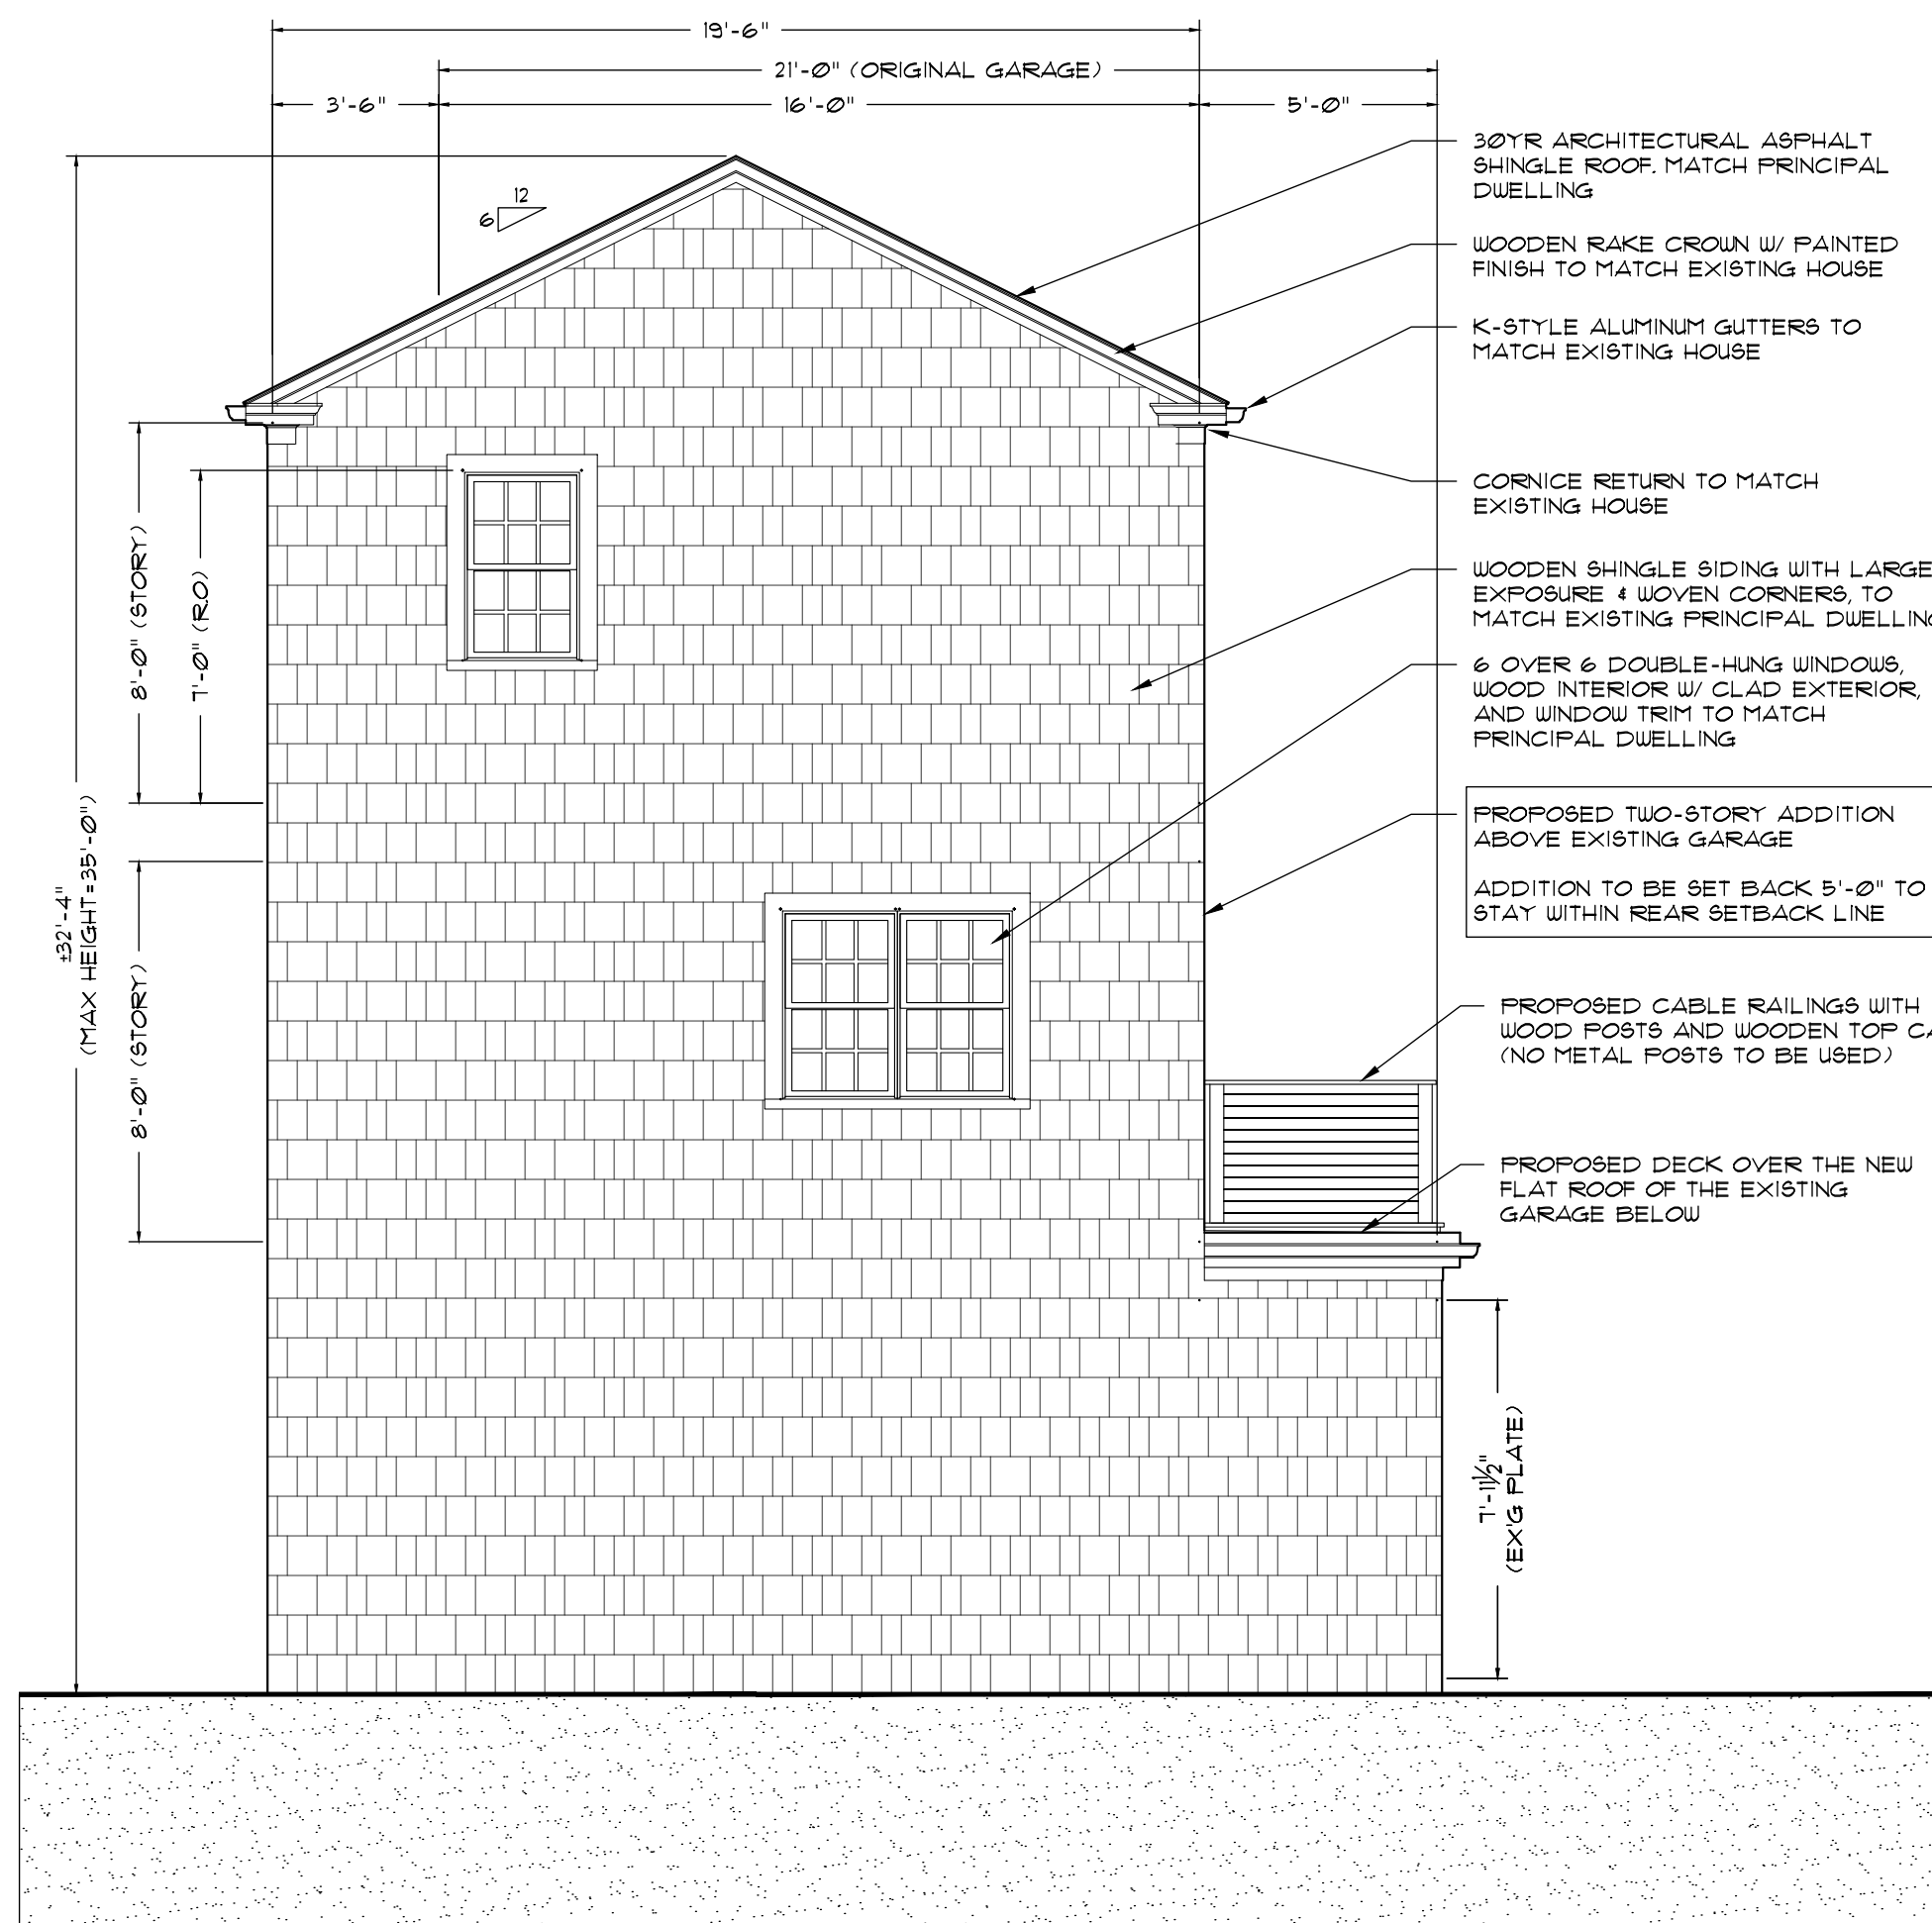 19'-6"
21'-0" (ORIGINAL GARAGE)
3'-6"
16'-0"
5'-0"
12
6
30YR ARCHITECTURAL ASPHALT
SHINGLE ROOF. MATCH PRINCIPAL
DWELLING
WOODEN RAKE CROWN W/ PAINTED
FINISH TO MATCH EXISTING HOUSE
K-STYLE ALUMINUM GUTTERS TO
MATCH EXISTING HOUSE
CORNICE RETURN TO MATCH
EXISTING HOUSE
WOODEN SHINGLE SIDING WITH LARGE
EXPOSURE & WOVEN CORNERS, TO
MATCH EXISTING PRINCIPAL DWELLING
6 OVER 6 DOUBLE-HUNG WINDOWS,
WOOD INTERIOR W/ CLAD EXTERIOR,
AND WINDOW TRIM TO MATCH
PRINCIPAL DWELLING
PROPOSED TWO-STORY ADDITION
ABOVE EXISTING GARAGE
ADDITION TO BE SET BACK 5'-0" TO
STAY WITHIN REAR SETBACK LINE
PROPOSED CABLE RAILINGS WITH
WOOD POSTS AND WOODEN TOP
(NO METAL POSTS TO BE USED)
PROPOSED DECK OVER THE NEW
FLAT ROOF OF THE EXISTING
GARAGE BELOW
8'-0" (STORY)
7'-0" (R.O)
±32'-4"
(MAX HEIGHT=35'-0")
8'-0" (STORY)
7'-11 1/2"
(EX'G PLATE)